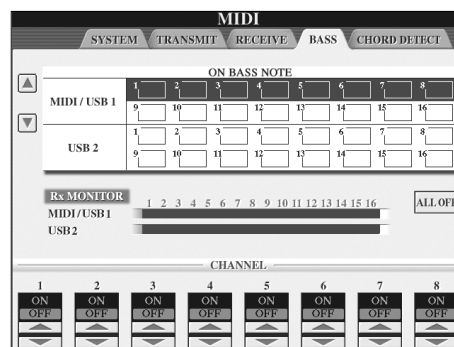 MIDI
SYSTEM TRANSMIT RECEIVE BASS CHORD DETECT
ON BASS NOTE
MIDI / USB 1
1 2 3 4 5 6 7 8
9 10 11 12 13 14 15 16
USB 2
1 2 3 4 5 6 7 8
9 10 11 12 13 14 15 16
Rx MONITOR
1 2 3 4 5 6 7 8 9 10 11 12 13 14 15 16
MIDI / USB 1
USB 2
ALL OFF
CHANNEL
1 2 3 4 5 6 7 8
ON ON ON ON ON ON ON ON
OFF OFF OFF OFF OFF OFF OFF OFF